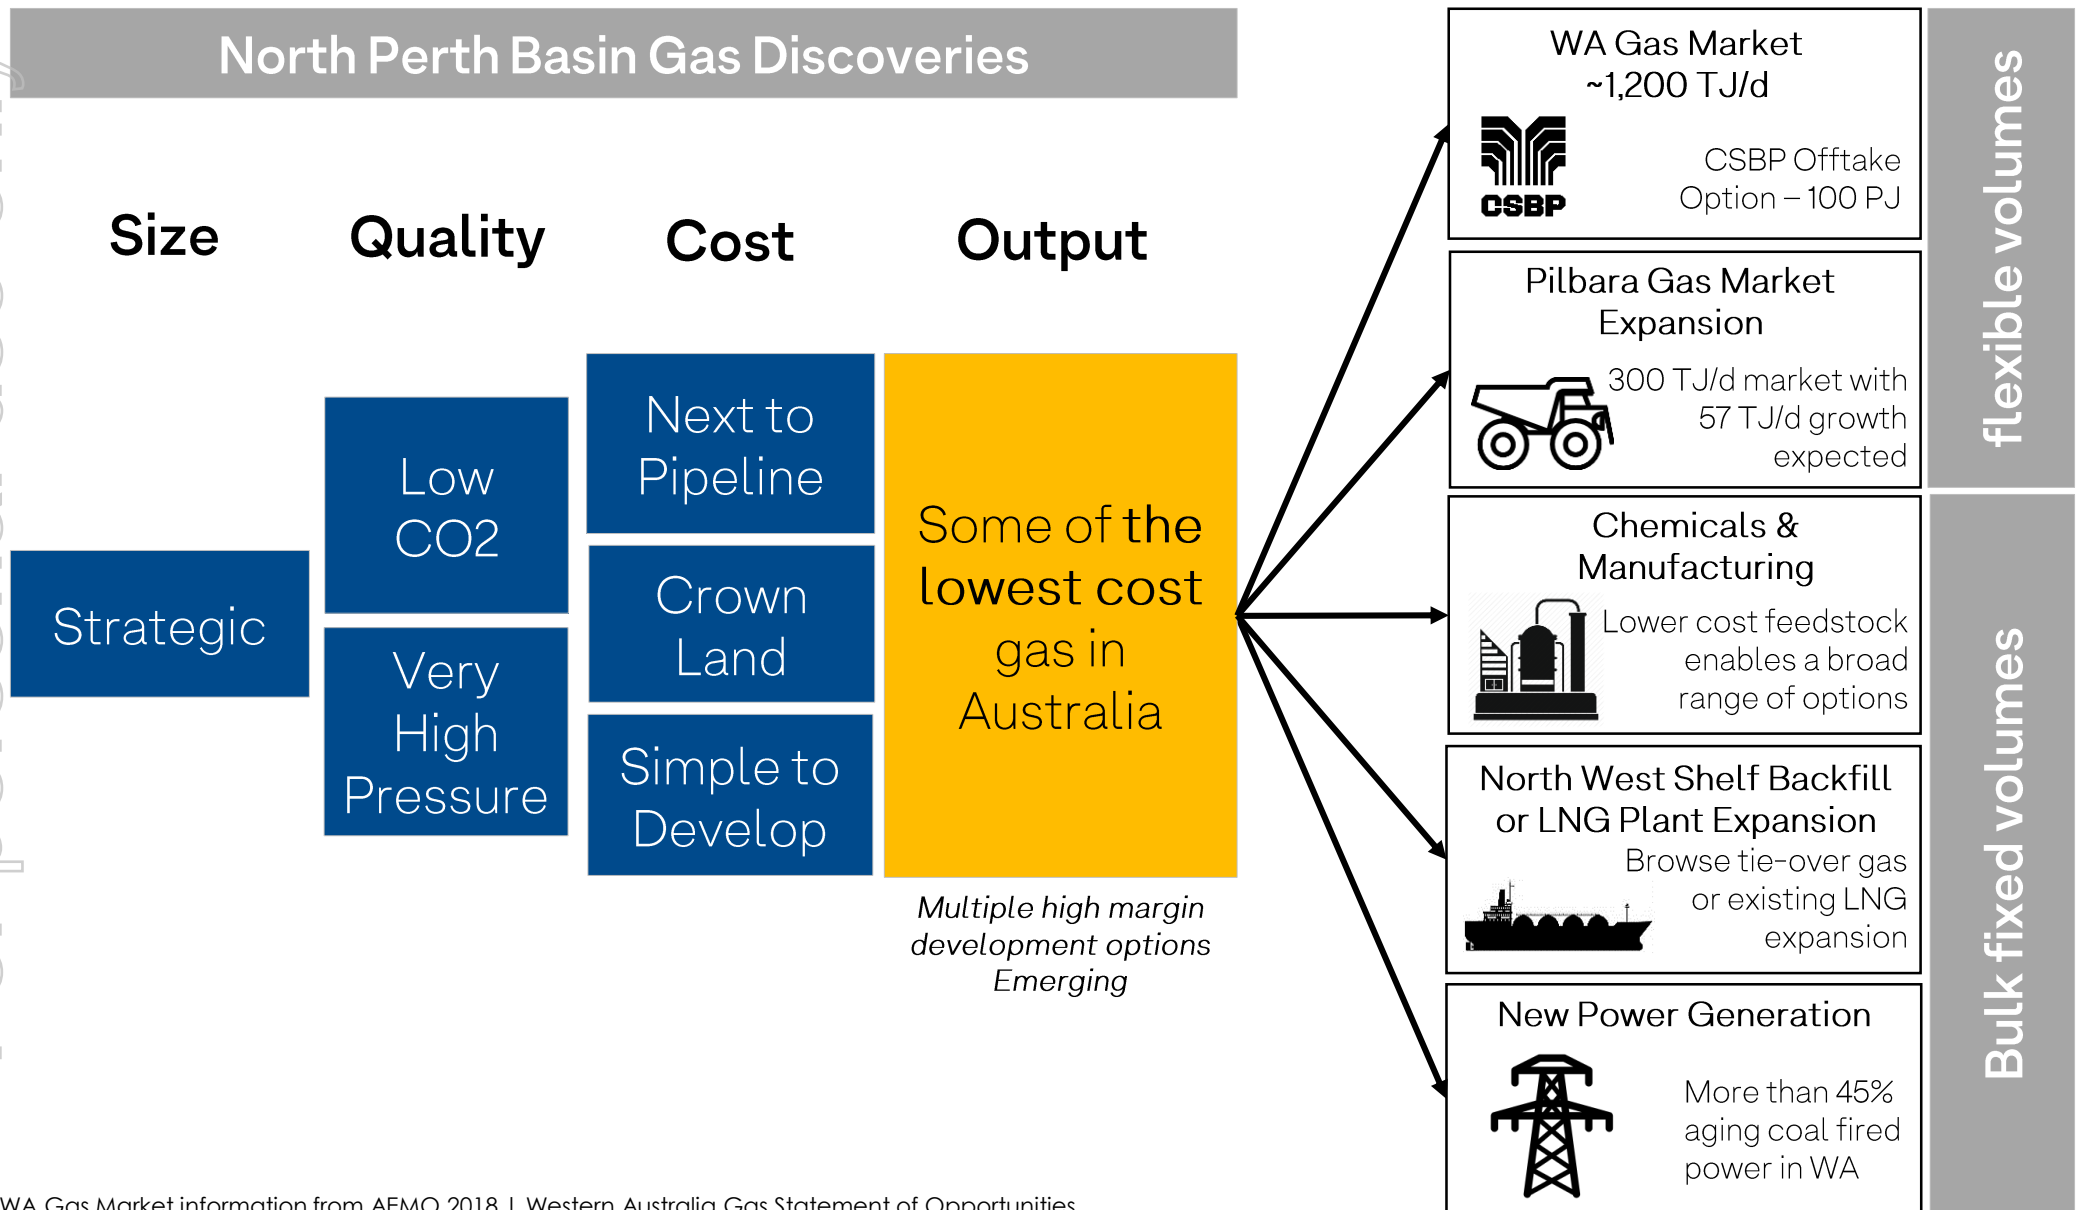 North Perth Basin Gas Discoveries
Size
Quality
Cost
Output
Strategic
Low
CO2
Very
High
Pressure
Next to
Pipeline
Crown
Land
Simple to
Develop
Some of the
lowest cost
gas in
Australia
Multiple high margin
development options
Emerging
WA Gas Market
~1,200 TJ/d
CSBP
CSBP Offtake
Option – 100 PJ
Pilbara Gas Market
Expansion
300 TJ/d market with
57 TJ/d growth
expected
Chemicals &
Manufacturing
Lower cost feedstock
enables a broad
range of options
North West Shelf Backfill
or LNG Plant Expansion
Browse tie-over gas
or existing LNG
expansion
New Power Generation
More than 45%
aging coal fired
power in WA
flexible volumes
Bulk fixed volumes
WA Gas Market information from AEMO 2018 | Western Australia Gas Statement of Opportunities